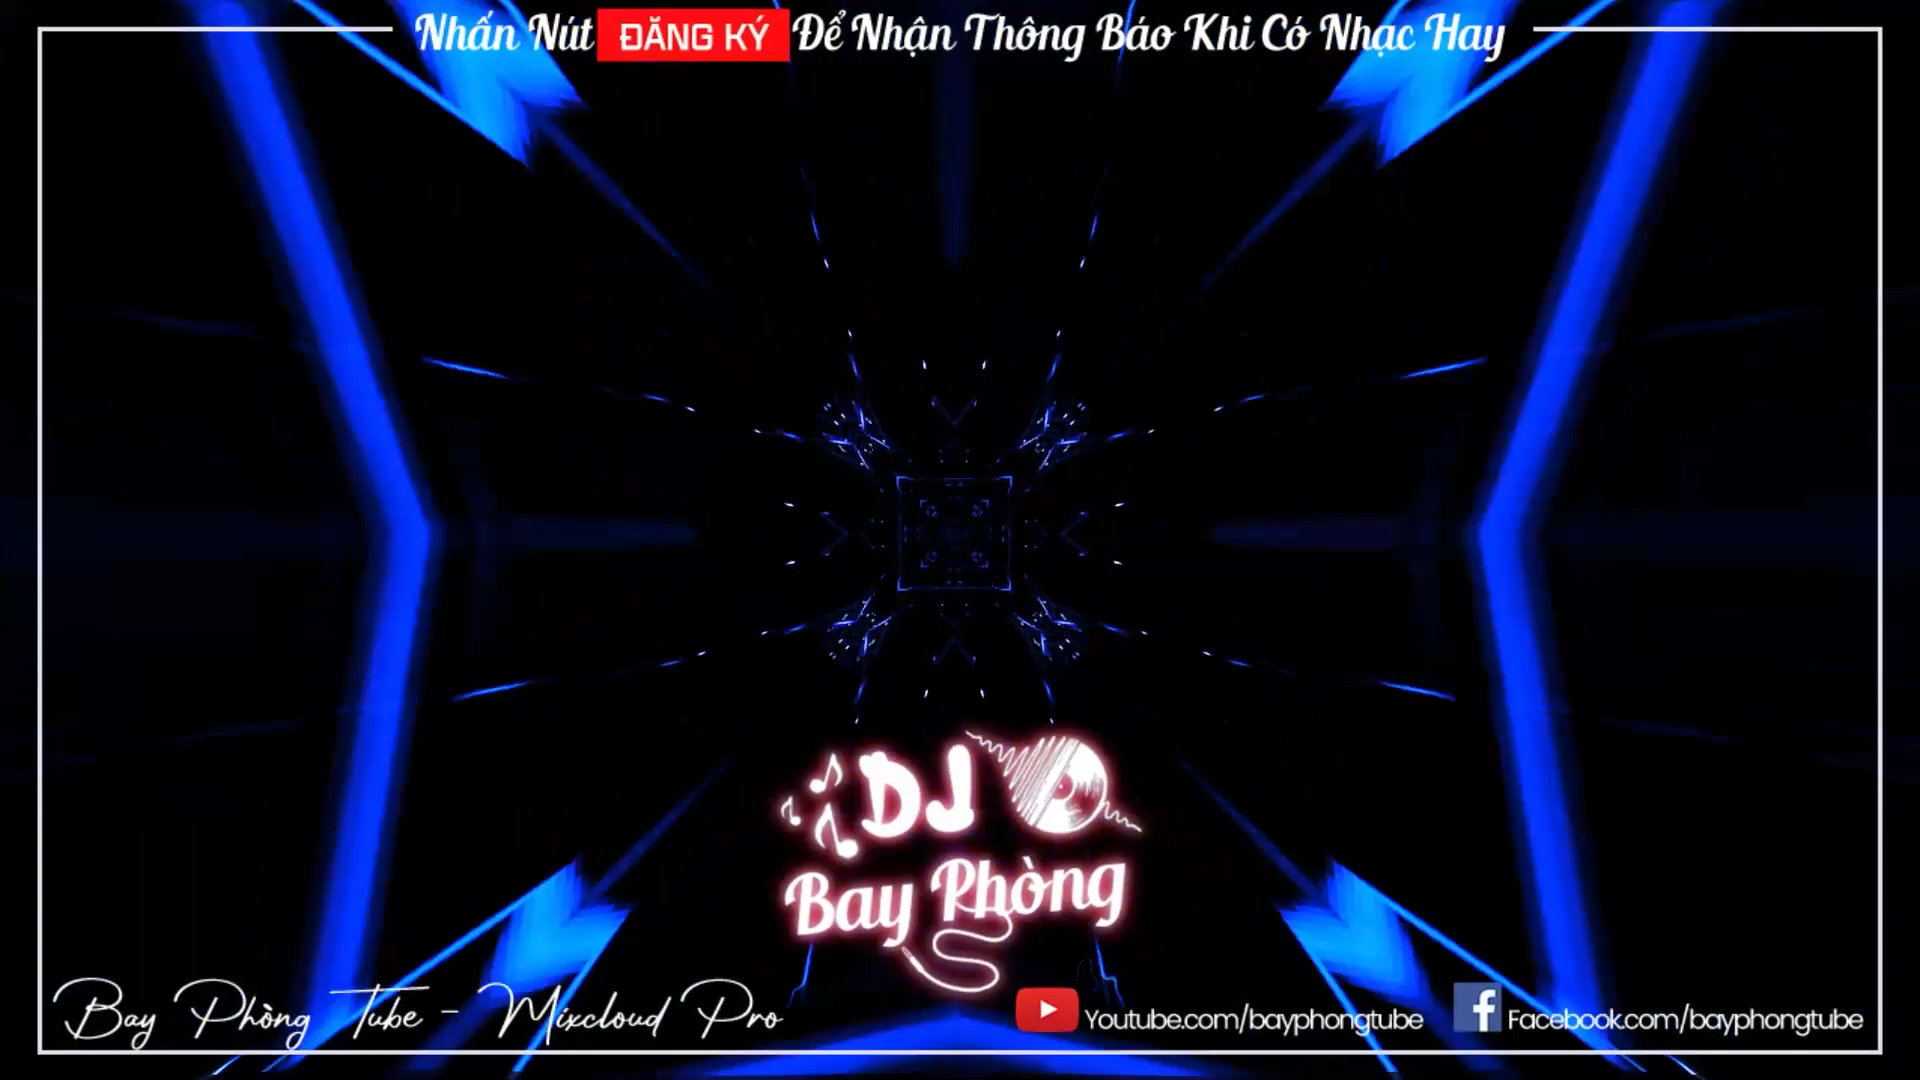 Nhấn Nút ĐĂNG KÝ Để Nhận Thông Báo Khi Có Nhạc Hay
DJ
Bay Phòng
Bay Phòng Tube - Mixcloud Pro
Youtube.com/bayphongtube
Facebook.com/bayphongtube